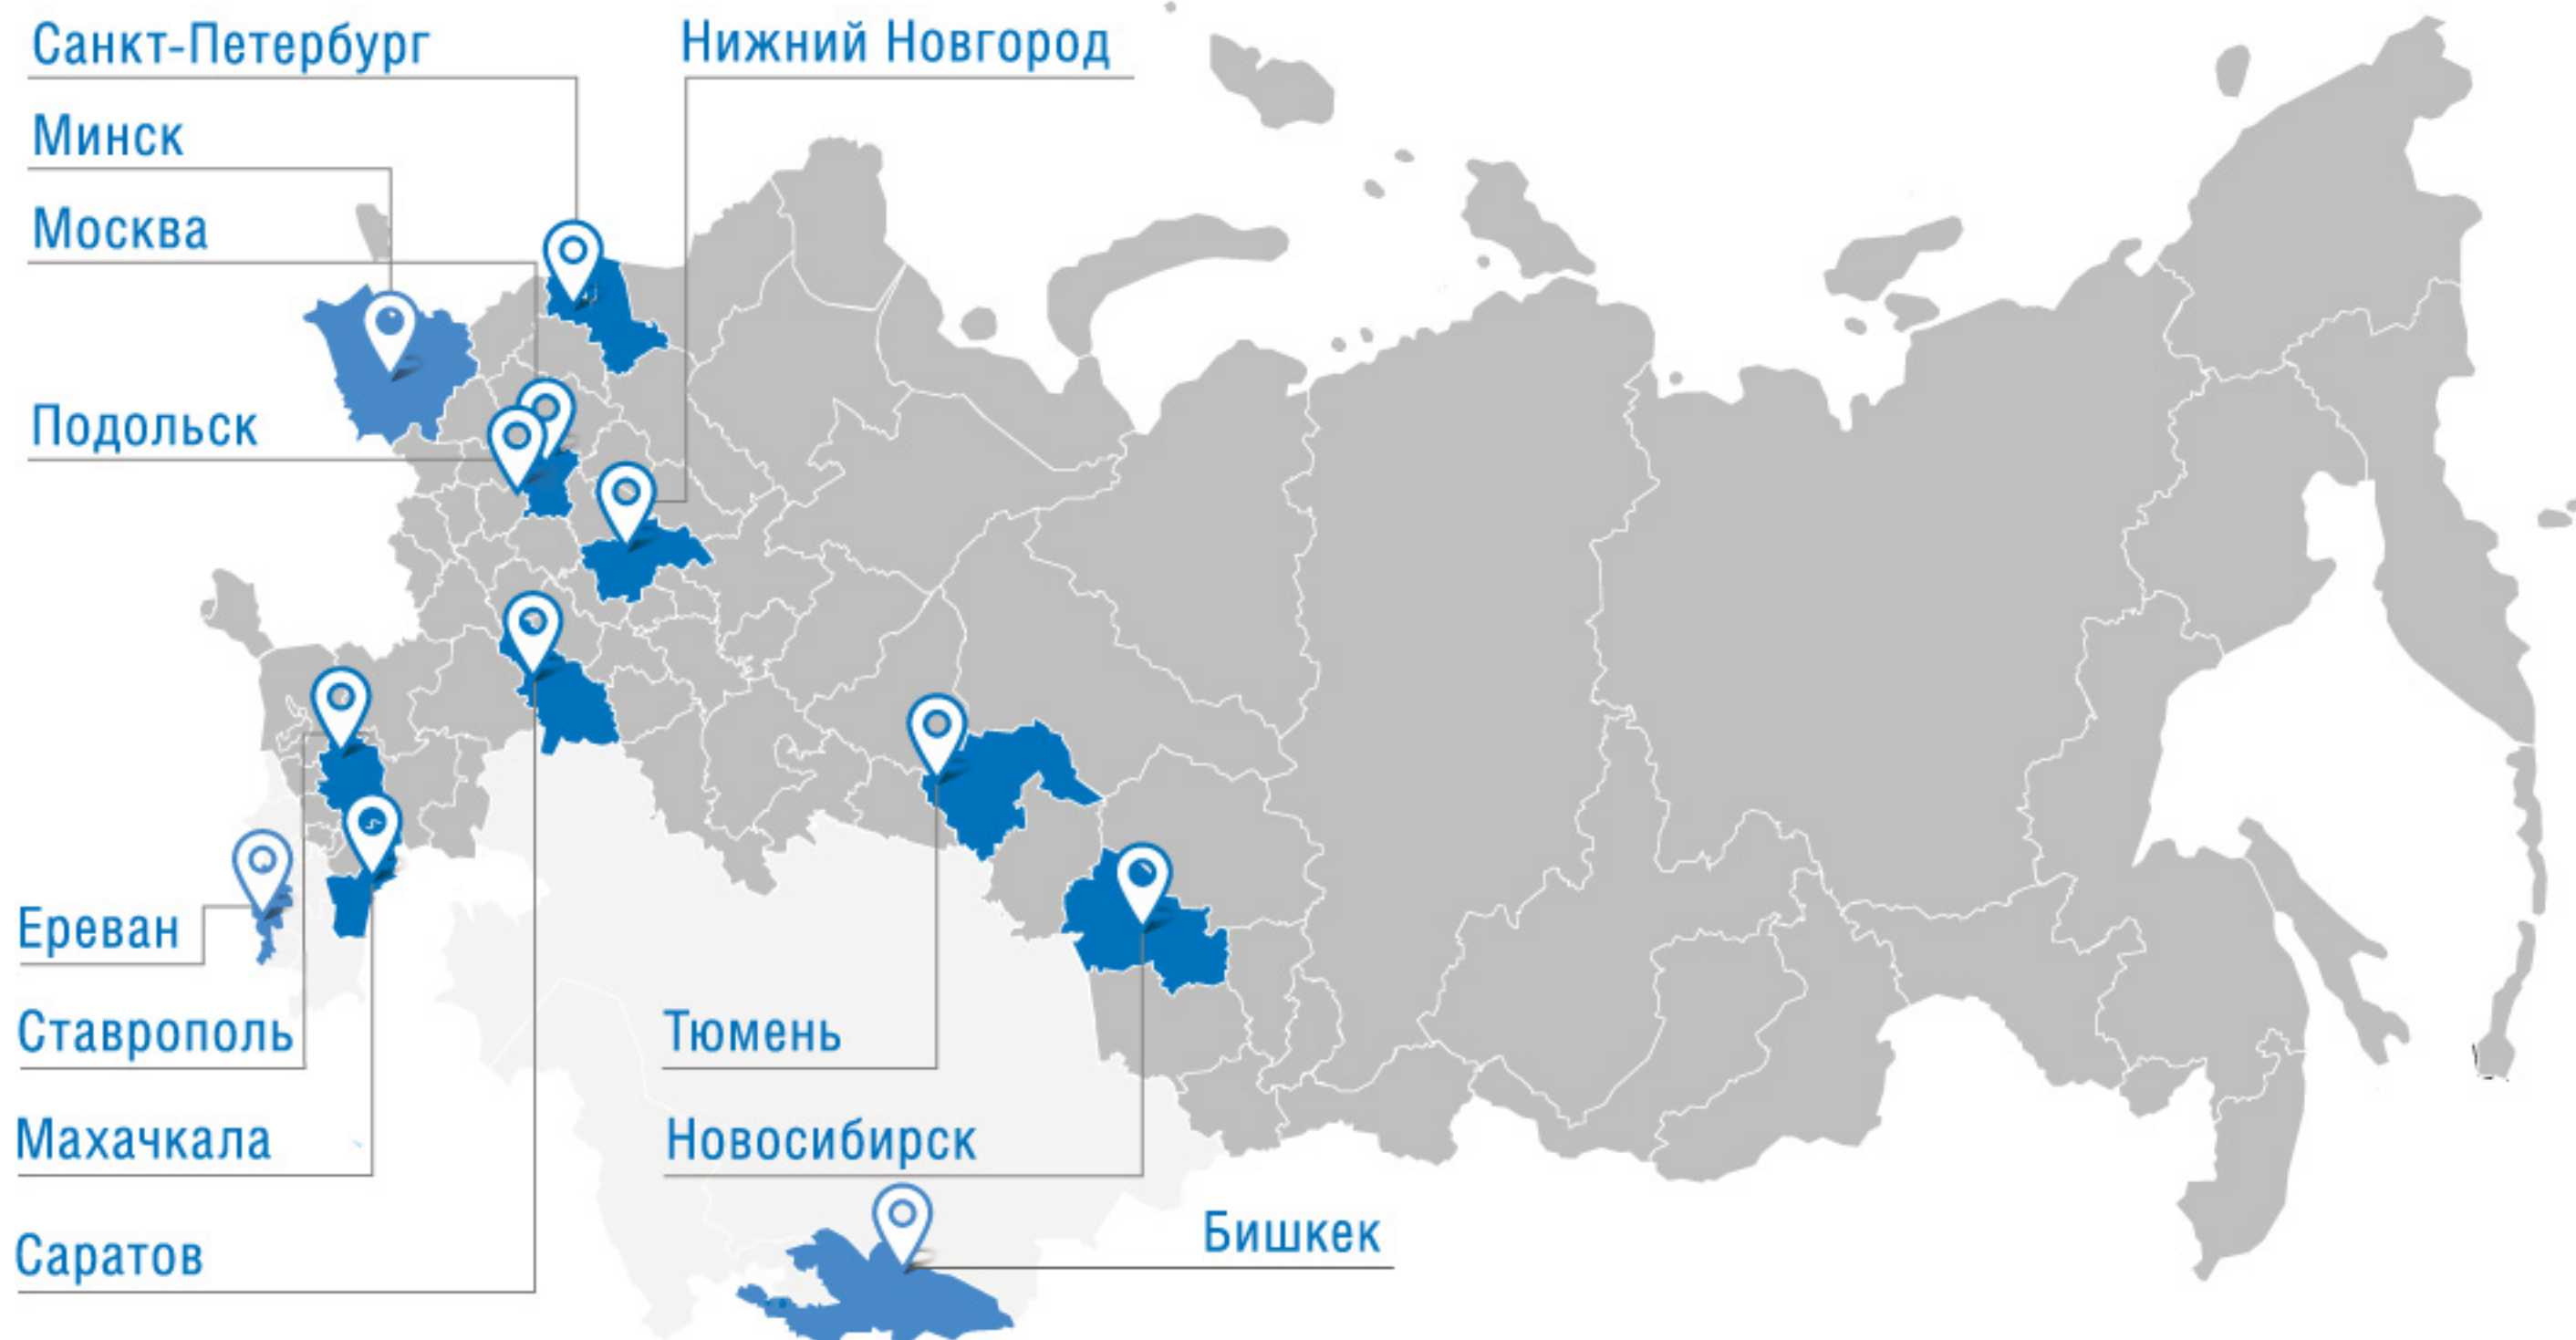 Санкт-Петербург
Нижний Новгород
Минск
Москва
Подольск
Ереван
Ставрополь
Тюмень
Махачкала
Новосибирск
Саратов
Бишкек